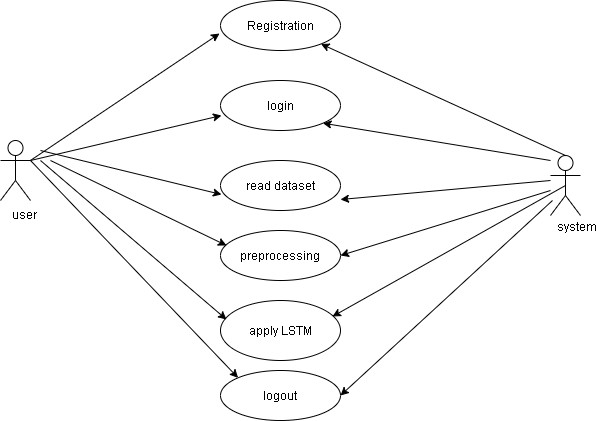 Registration
login
read dataset
user
system
preprocessing
apply LSTM
logout